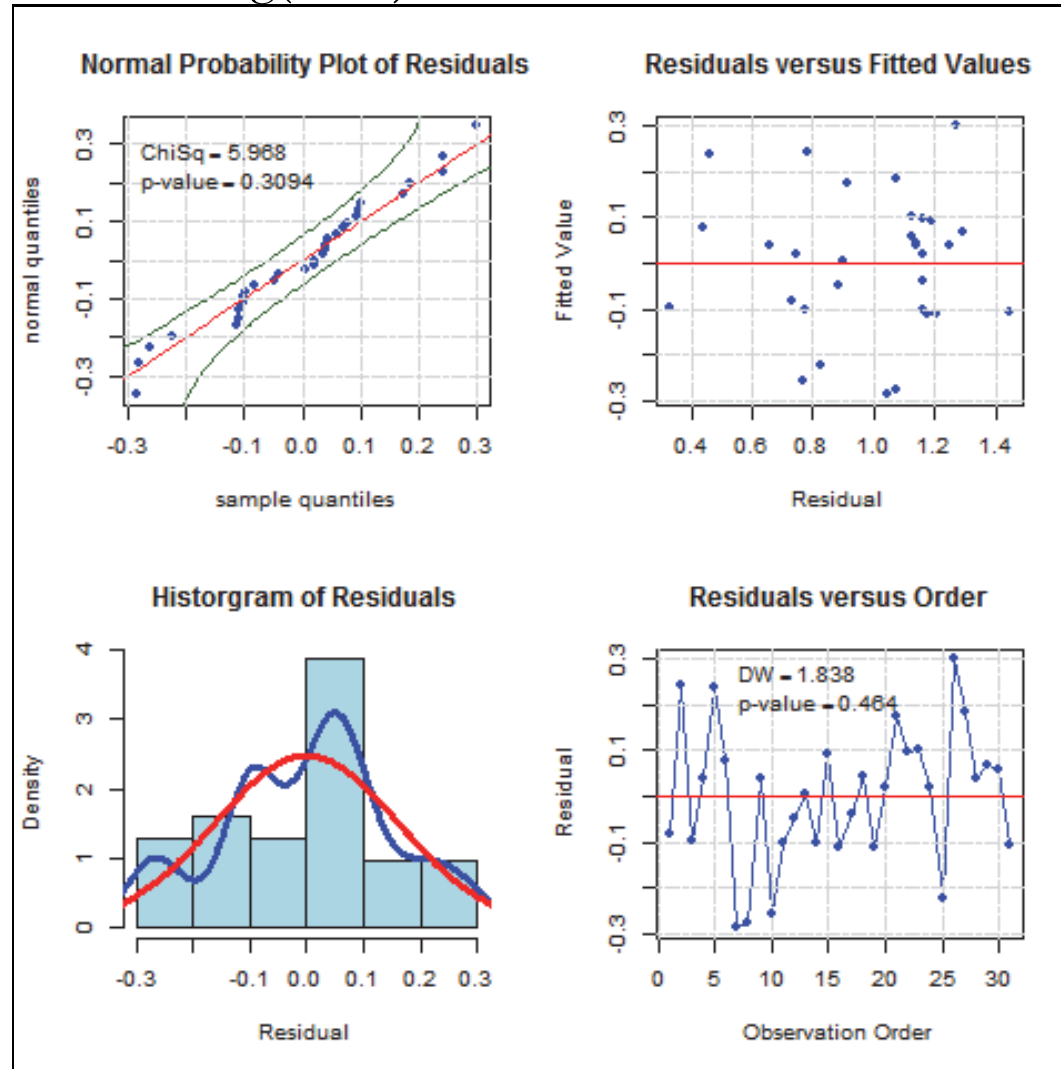 Normal Probability Plot of Residuals
ChiSq = 5.968
p-value = 0.3094
normal quantiles
0.3
0.1
-0.1
-0.3
-0.3
-0.1
0.0
0.1
0.2
0.3
sample quantiles
Residuals versus Fitted Values
Fitted Value
0.3
0.1
-0.1
-0.3
0.4
0.6
0.8
1.0
1.2
1.4
Residual
Historgram of Residuals
Density
4
3
2
1
0
-0.3
-0.1
0.0
0.1
0.2
0.3
Residual
Residuals versus Order
DW = 1.838
p-value = 0.464
Residual
0.3
0.1
-0.1
-0.3
0
5
10
15
20
25
30
Observation Order